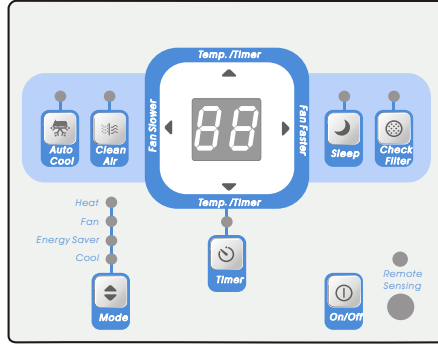 Temp./Timer
Fan Slower
88
Fan Faster
Auto
Cool
Clean
Air
Sleep
Check
Filter
Temp./Timer
Heat
Fan
Energy Saver
Cool
Mode
Timer
On/Off
Remote
Sensing